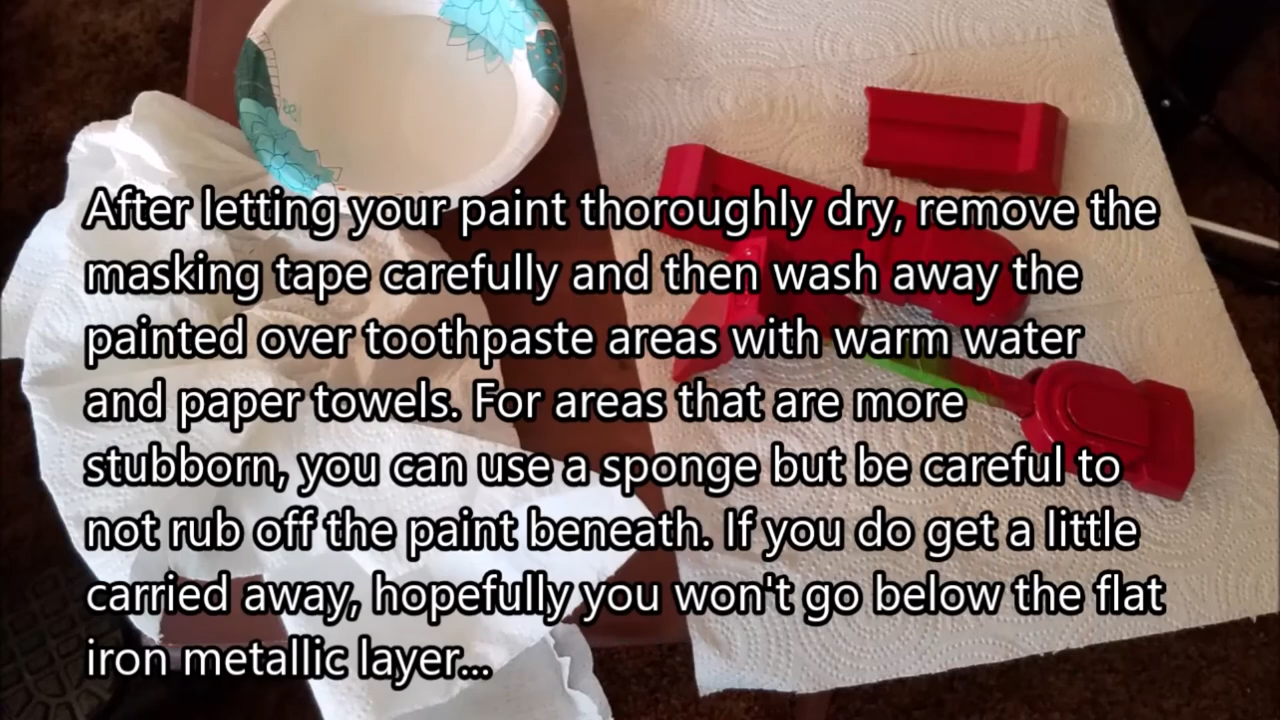 After letting your paint thoroughly dry, remove the
masking tape carefully and then wash away the
painted over toothpaste areas with warm water
and paper towels. For areas that are more
stubborn, you can use a sponge but be careful to
not rub off the paint beneath. If you do get a little
carried away, hopefully you won't go below the flat
iron metallic layer...